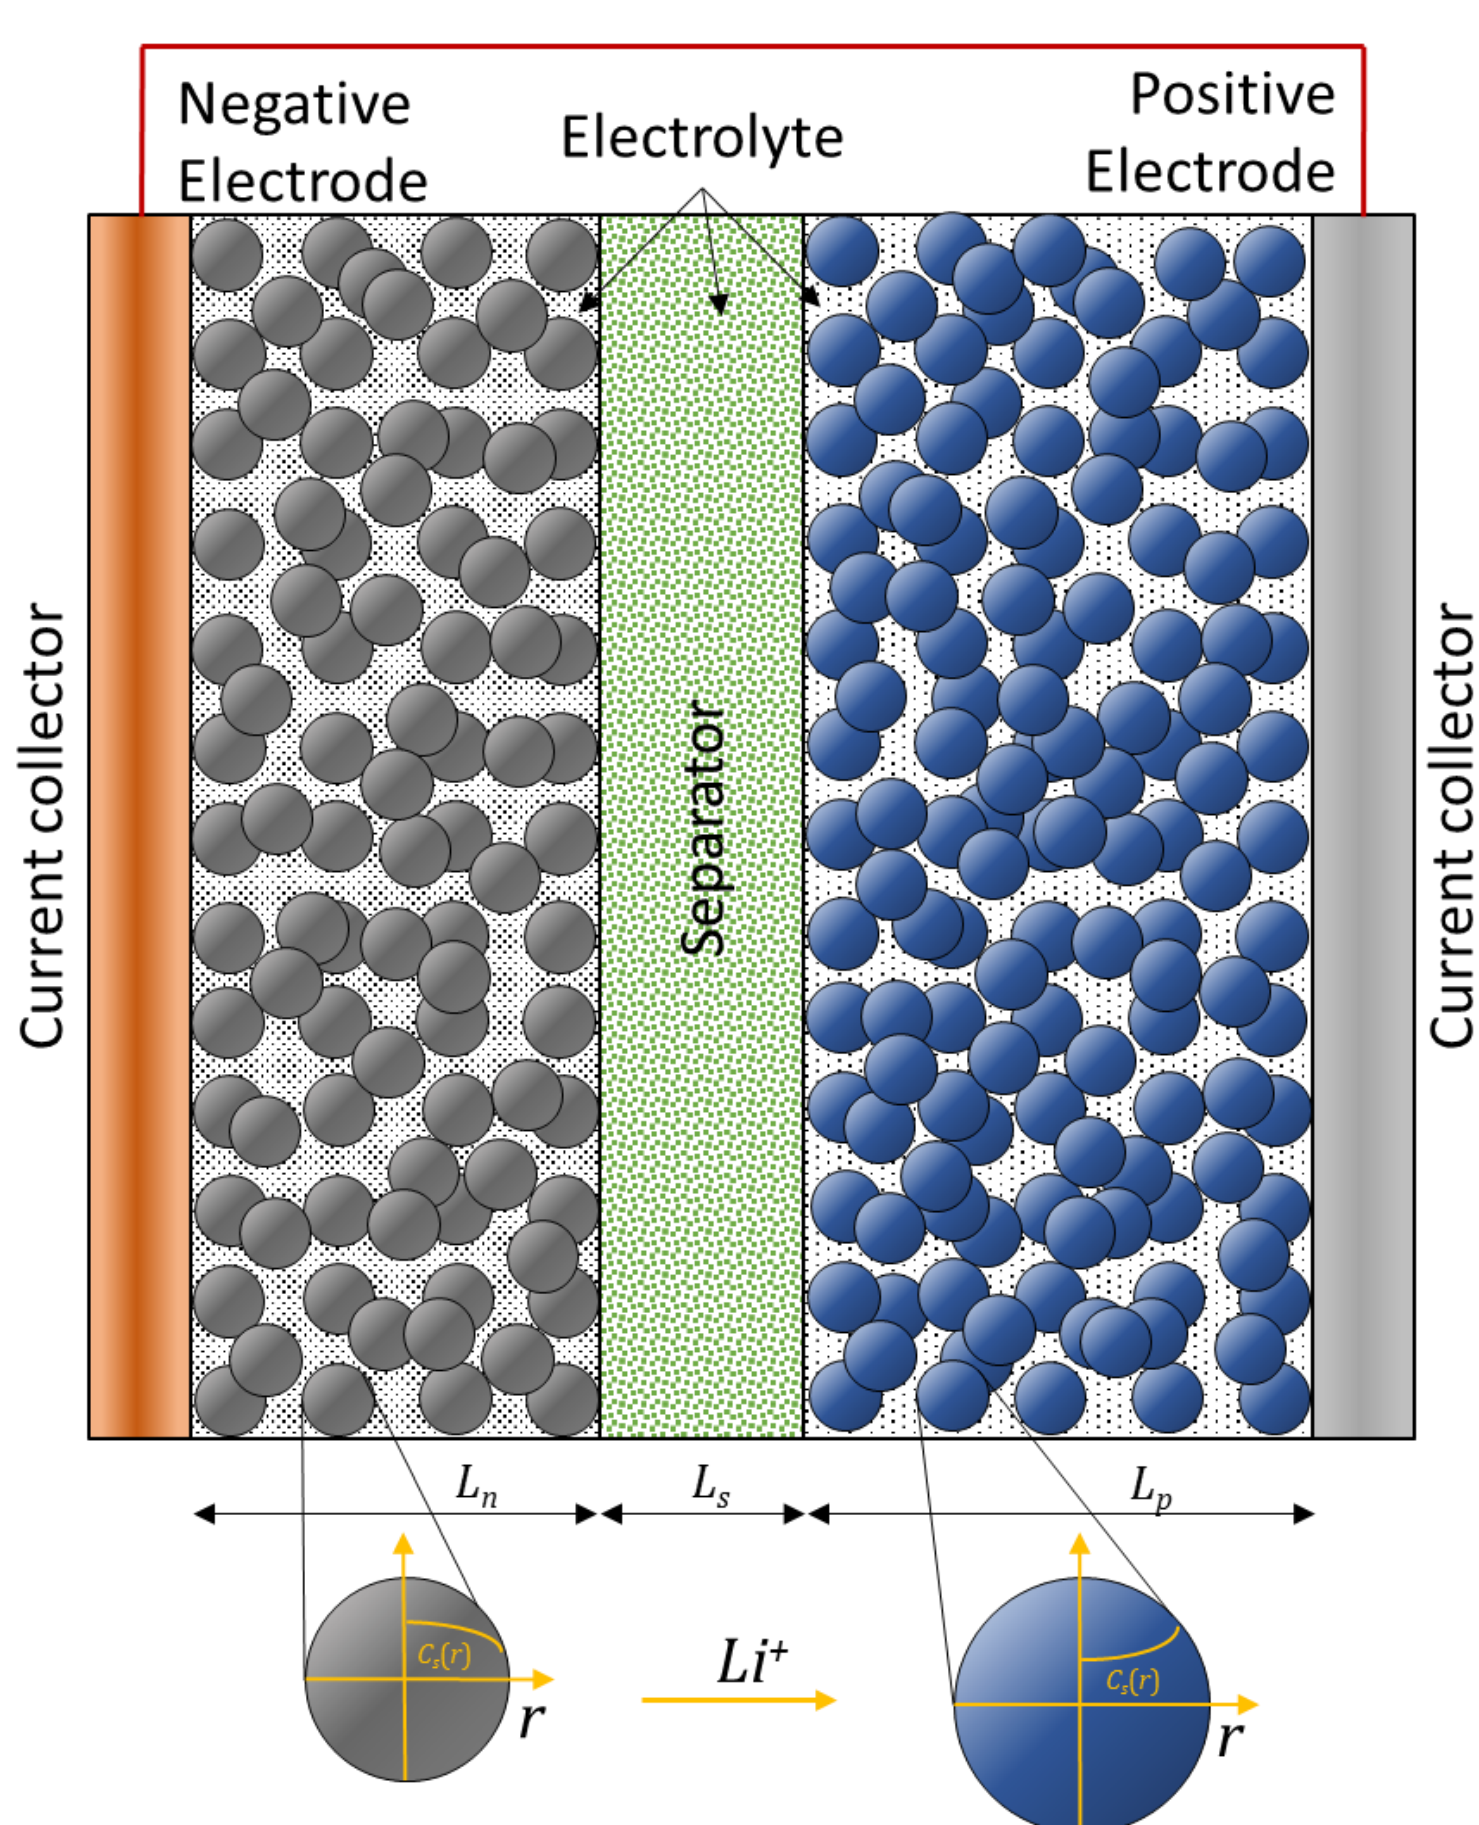 Negative
Electrode
Electrolyte
Positive
Electrode
Current collector
Separator
Current collector
Lₙ
Lₛ
Lₚ
Cₛ(r)
r
Li⁺
Cₛ(r)
r